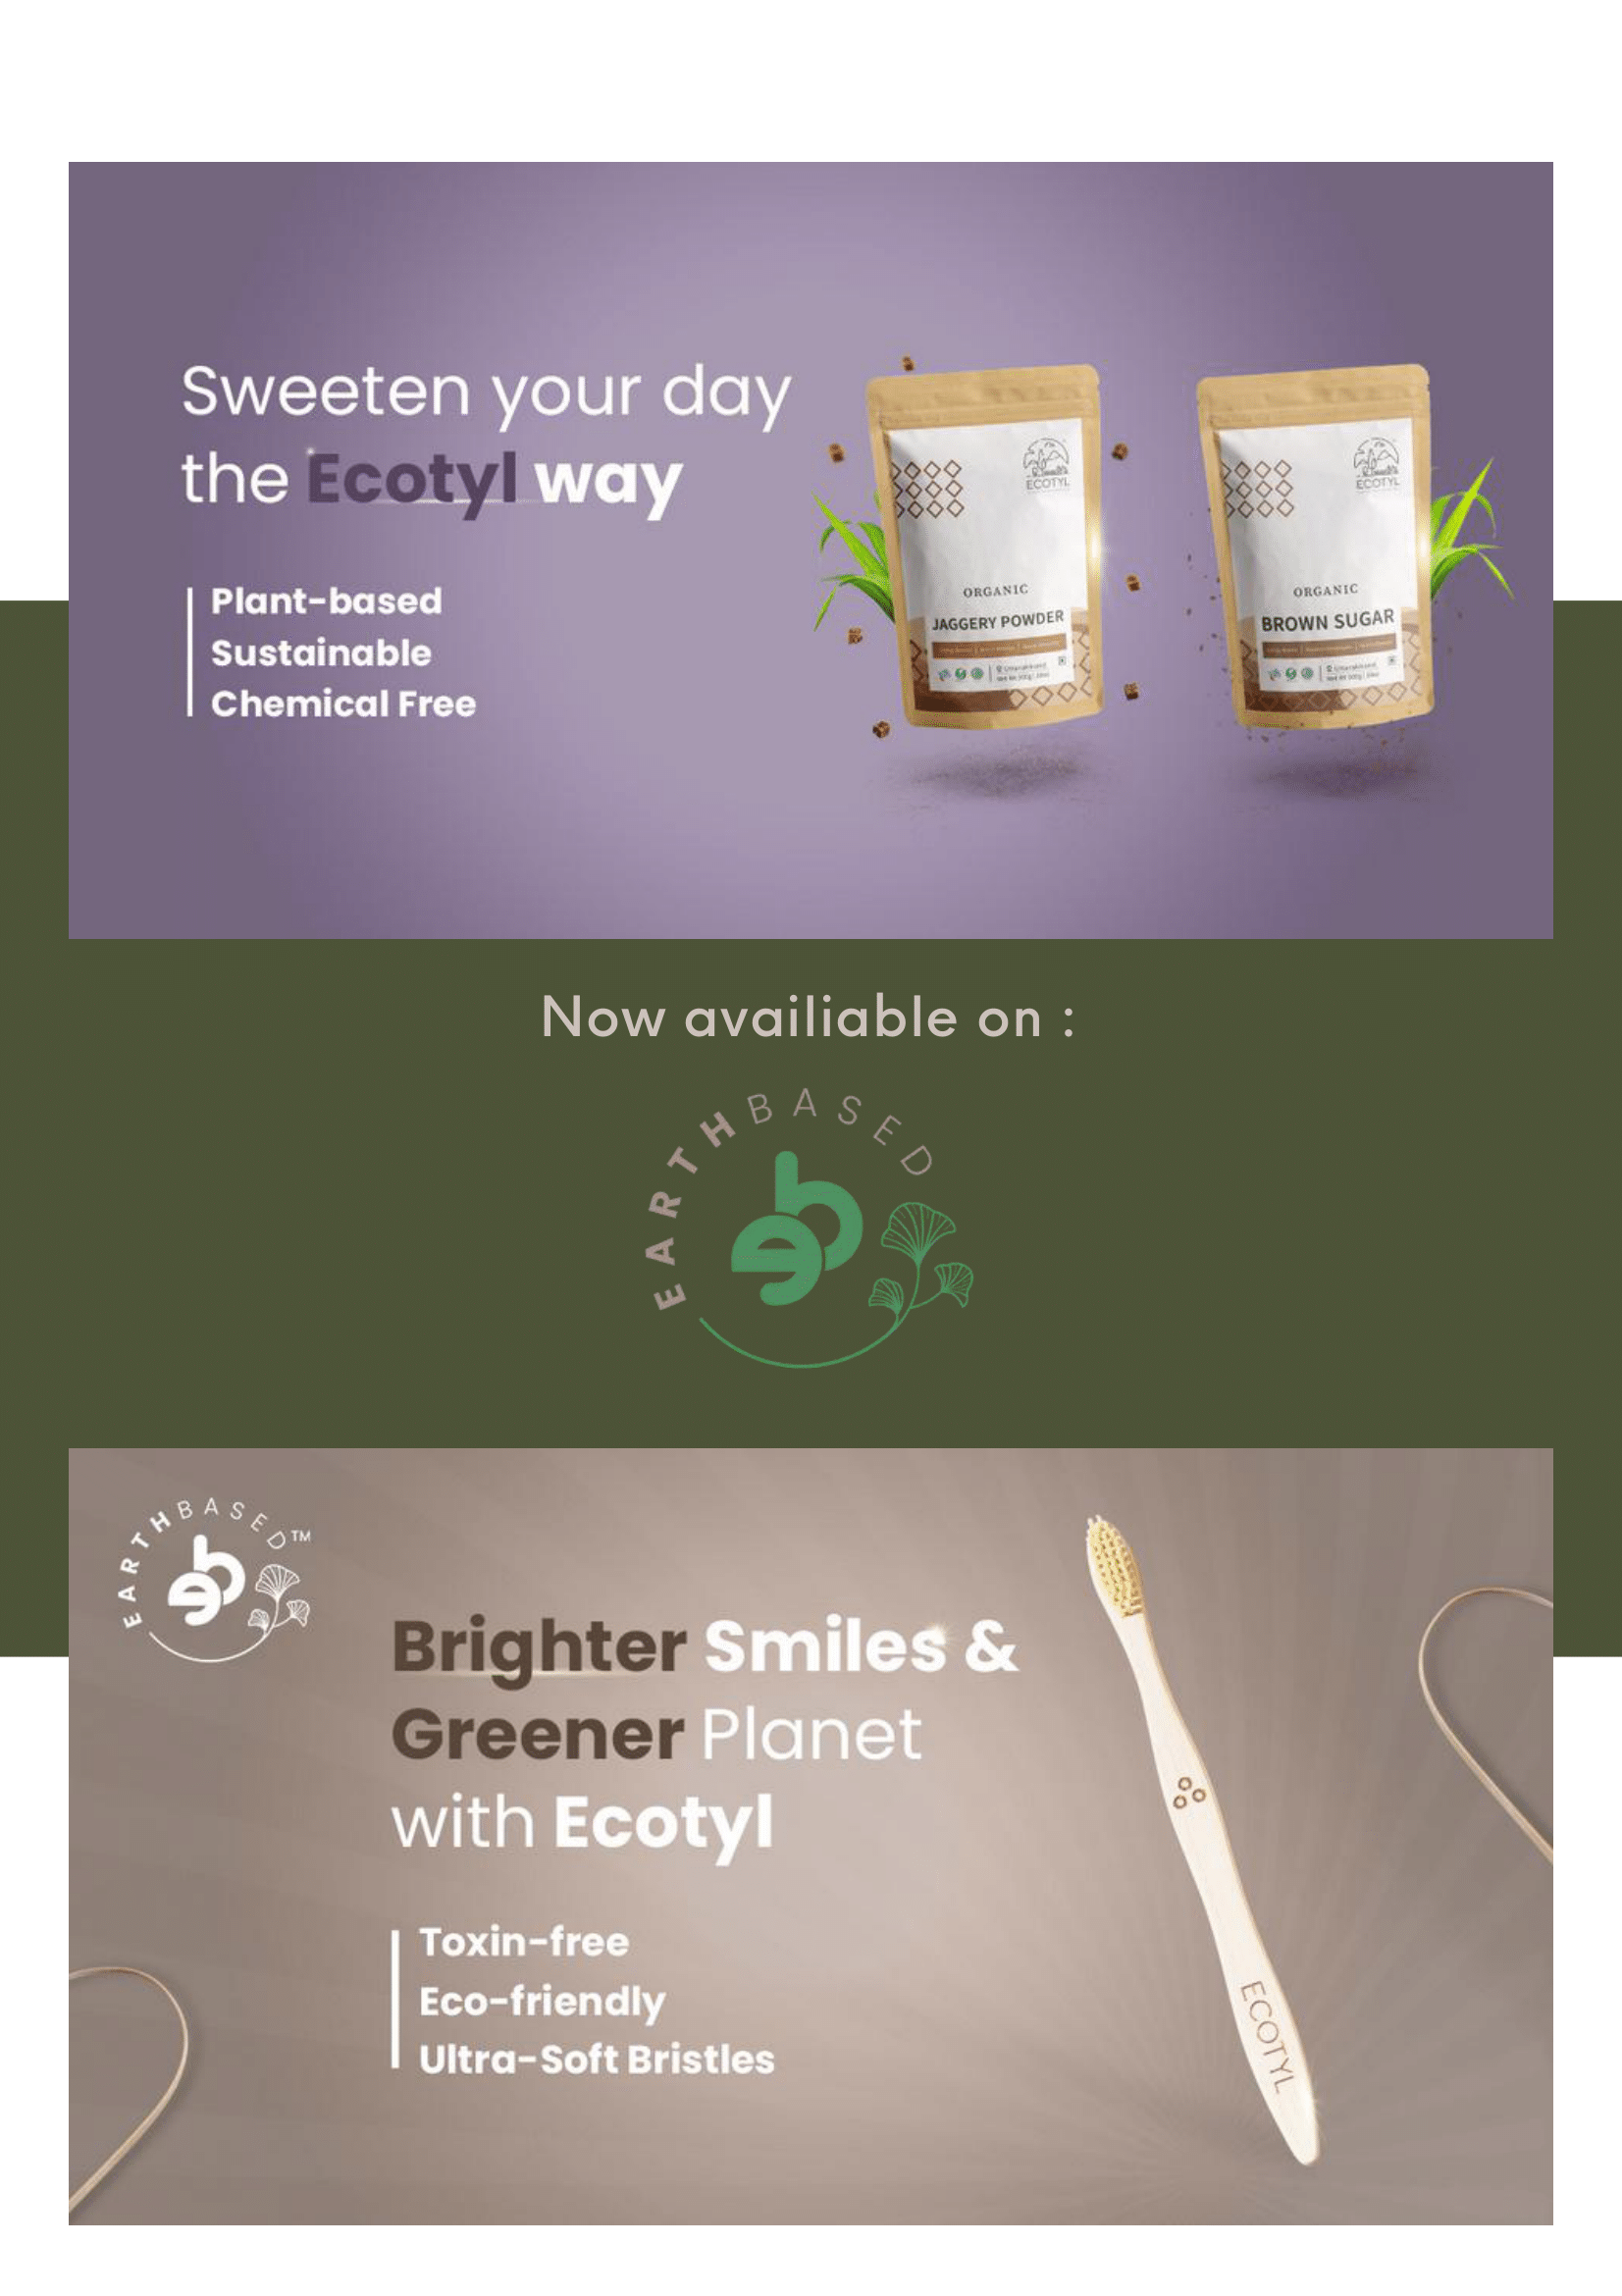 Sweeten your day
the Ecotyl way
Plant-based
Sustainable
Chemical Free
ECOTYL
ORGANIC
JAGGERY POWDER
Uttarakhand
ECOTYL
ORGANIC
BROWN SUGAR
Uttarakhand
Now availiable on :
EARTHBASED
eb
EARTHBASED™
eb
Brighter Smiles &
Greener Planet
with Ecotyl
Toxin-free
Eco-friendly
Ultra-Soft Bristles
ECOTYL